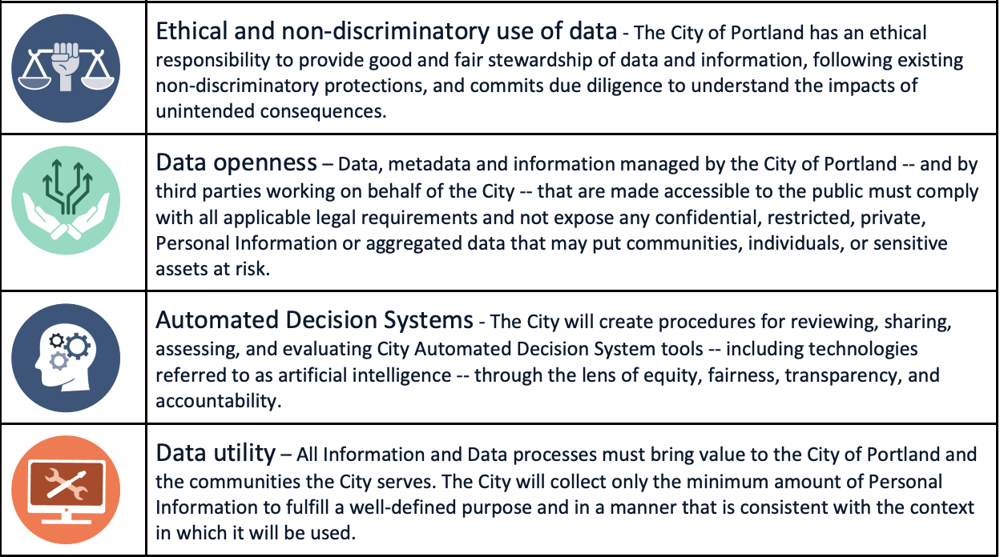 Ethical and non-discriminatory use of data - The City of Portland has an ethical
responsibility to provide good and fair stewardship of data and information, following existing
non-discriminatory protections, and commits due diligence to understand the impacts of
unintended consequences.
Data openness – Data, metadata and information managed by the City of Portland -- and by
third parties working on behalf of the City -- that are made accessible to the public must comply
with all applicable legal requirements and not expose any confidential, restricted, private,
Personal Information or aggregated data that may put communities, individuals, or sensitive
assets at risk.
Automated Decision Systems - The City will create procedures for reviewing, sharing,
assessing, and evaluating City Automated Decision System tools -- including technologies
referred to as artificial intelligence -- through the lens of equity, fairness, transparency, and
accountability.
Data utility – All Information and Data processes must bring value to the City of Portland and
the communities the City serves. The City will collect only the minimum amount of Personal
Information to fulfill a well-defined purpose and in a manner that is consistent with the context
in which it will be used.